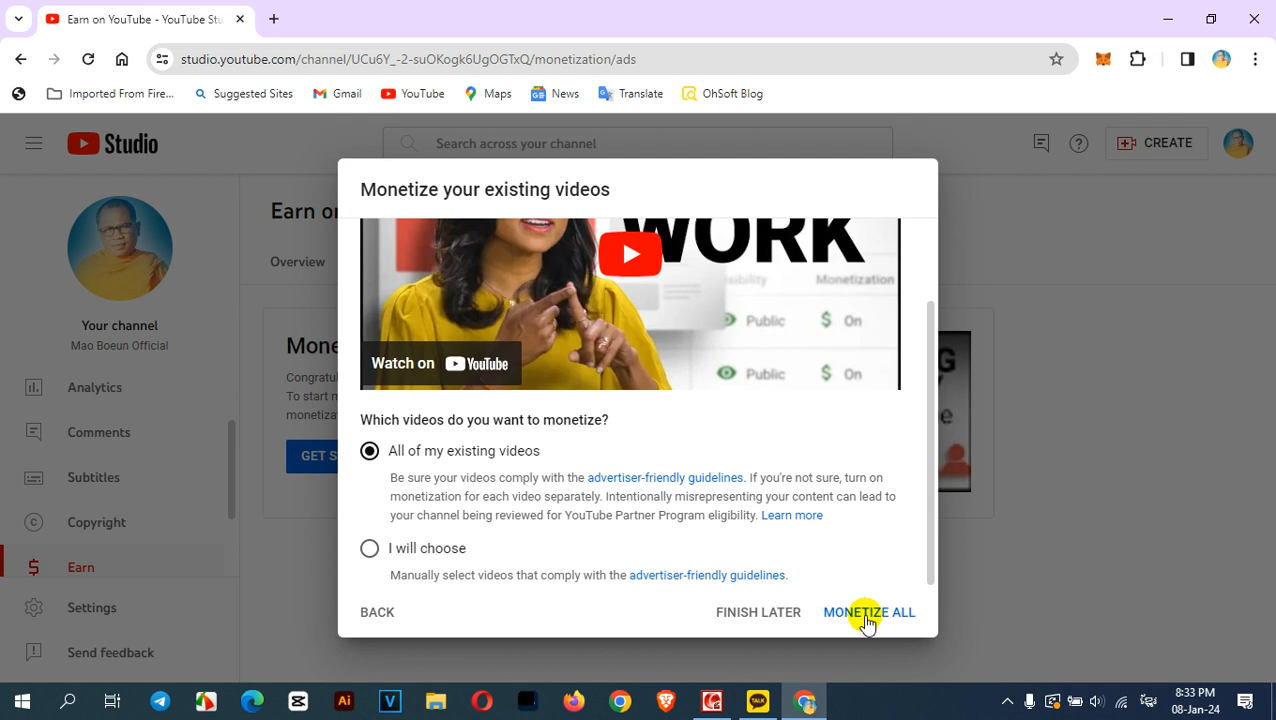 Earn on YouTube - YouTube Stu
studio.youtube.com/channel/UCu6Y_-2-suOKogk6UgOGTxQ/monetization/ads
Imported From Fire...
Suggested Sites
Gmail
YouTube
Maps
News
Translate
OhSoft Blog
Studio
Search across your channel
CREATE
Your channel
Mao Boeun Official
Analytics
Comments
Subtitles
Copyright
Earn
Settings
Send feedback
Earn o
Overview
Mone
Congratul
To start m
monetiza
GET S
Monetize your existing videos
WORK
Monetization
Public
On
Public
On
Watch on YouTube
Which videos do you want to monetize?
All of my existing videos
Be sure your videos comply with the advertiser-friendly guidelines. If you're not sure, turn on
monetization for each video separately. Intentionally misrepresenting your content can lead to
your channel being reviewed for YouTube Partner Program eligibility. Learn more
I will choose
Manually select videos that comply with the advertiser-friendly guidelines.
BACK
FINISH LATER
MONETIZE ALL
Ai
V
TALK
8:33 PM
08-Jan-24